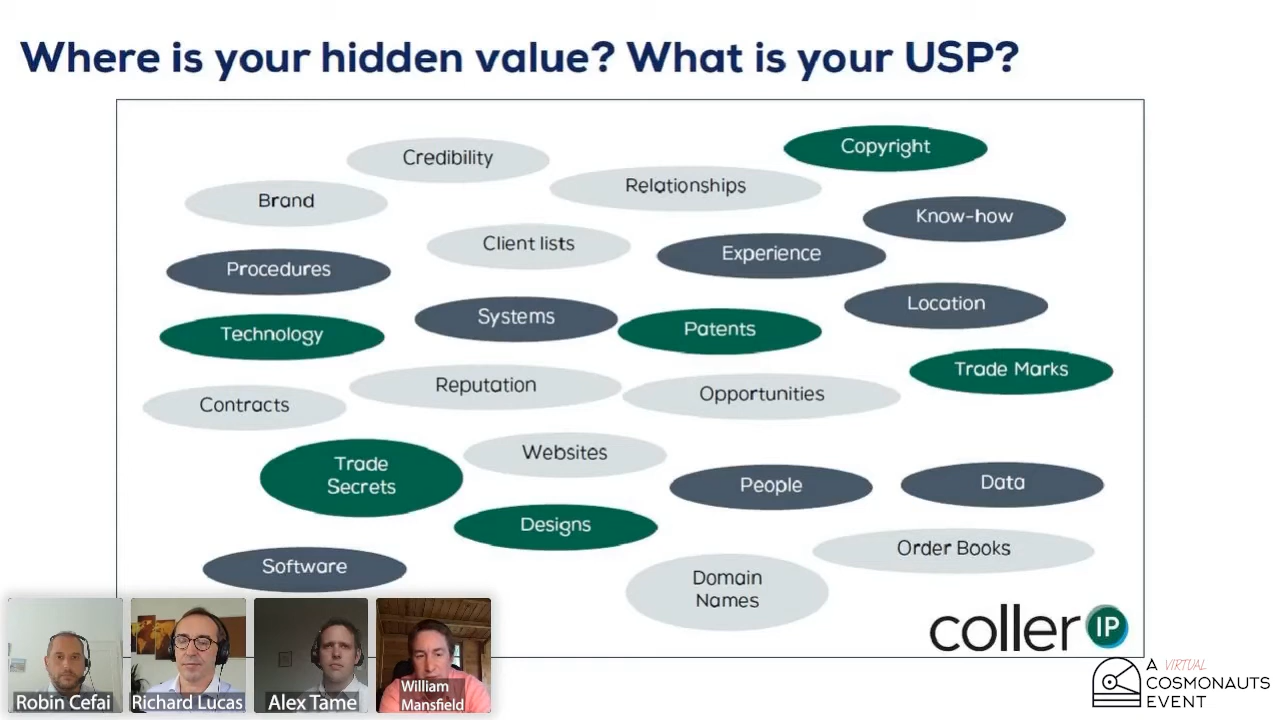 Where is your hidden value? What is your USP?
Credibility
Copyright
Relationships
Brand
Know-how
Client lists
Experience
Procedures
Location
Systems
Patents
Technology
Trade Marks
Reputation
Opportunities
Contracts
Websites
Trade
Secrets
People
Data
Designs
Order Books
Software
Domain
Names
coller IP
Robin Cefai
Richard Lucas
Alex Tame
William
Mansfield
A VIRTUAL
COSMONAUTS
EVENT